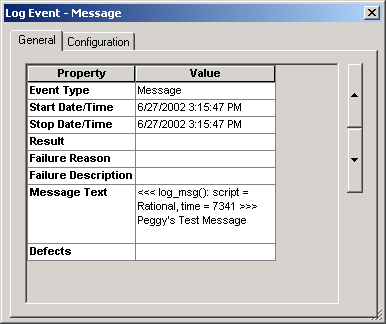 Log Event - Message
General
Configuration
Property Value
Event Type Message
Start Date/Time 6/27/2002 3:15:47 PM
Stop Date/Time 6/27/2002 3:15:47 PM
Result
Failure Reason
Failure Description
Message Text <<< log_msg(): script =
Rational, time = 7341 >>>
Peggy's Test Message
Defects